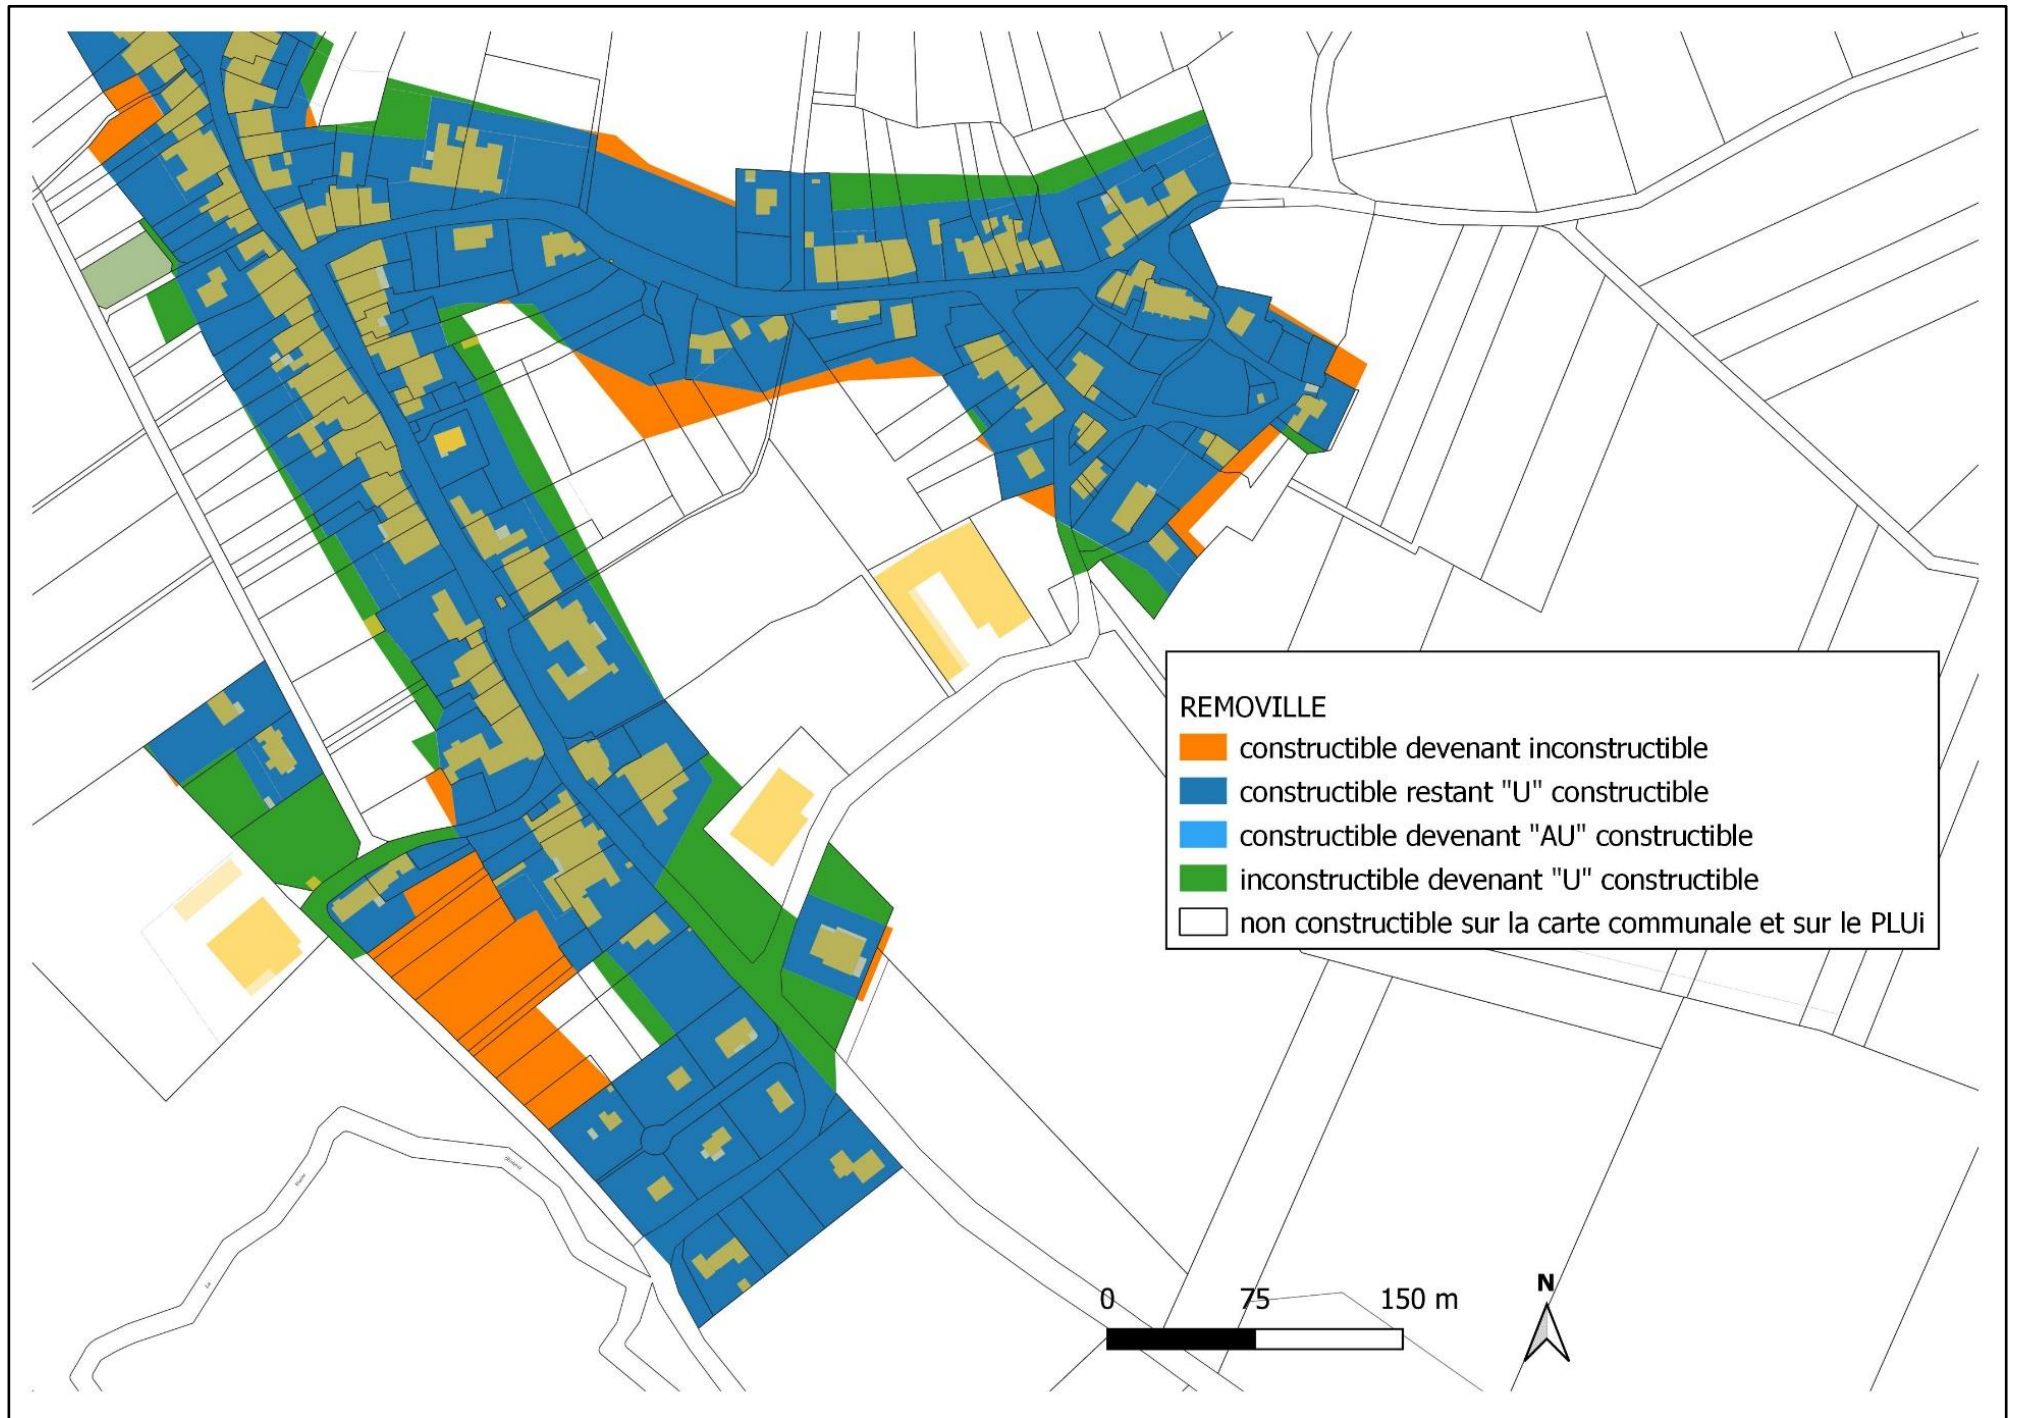 REMOVILLE
constructible devenant inconstructible
constructible restant "U" constructible
constructible devenant "AU" constructible
inconstructible devenant "U" constructible
non constructible sur la carte communale et sur le PLUi
0 75 150 m
N